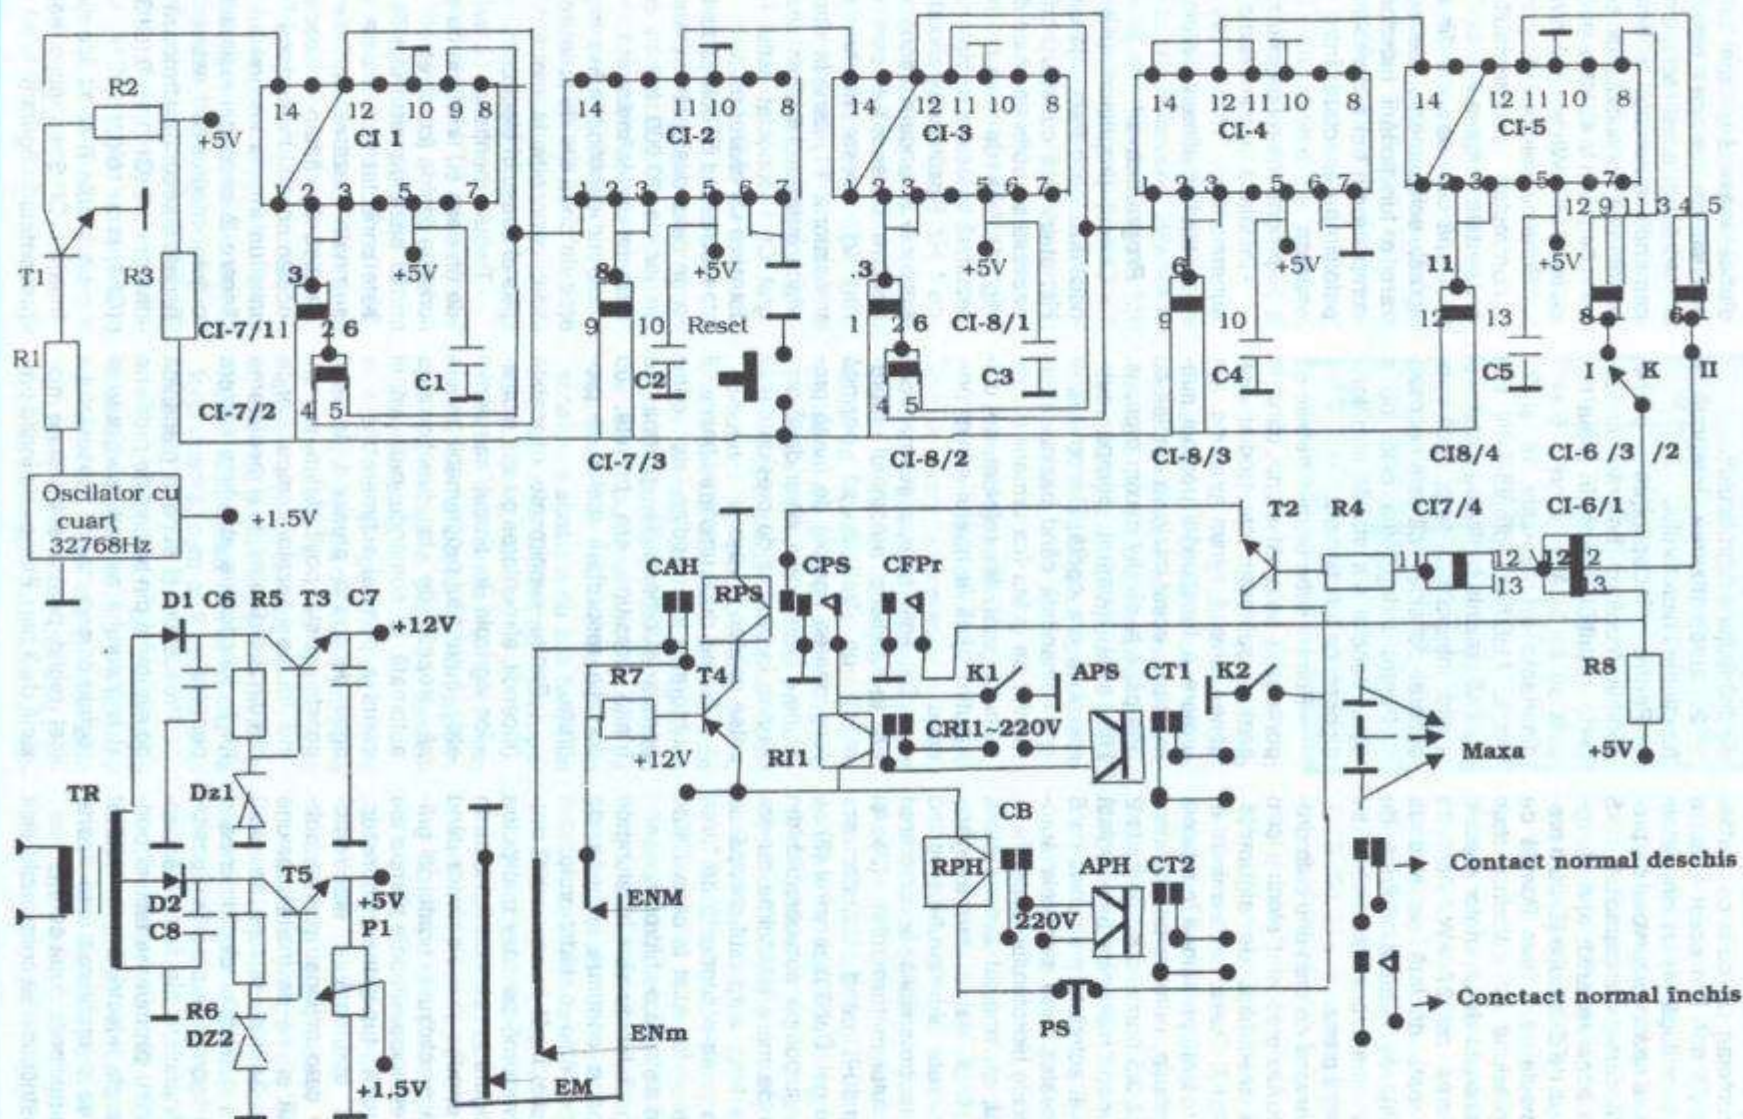 R2
+5V
R3
T1
R1
14 12 10 9 8
CI 1
1 2 3 5 7
+5V
3
CI-7/1
1 2 6
CI-7/2
4 5
C1
14 11 10 8
CI-2
1 2 3 5 6 7
+5V
8
9 10
Reset
C2
CI-7/3
14 12 11 10 8
CI-3
1 2 3 5 6 7
+5V
.3
1 2 6
CI-8/1
4 5
C3
CI-8/2
14 12 11 10 8
CI-4
1 2 3 5 6 7
+5V
6
9 10
C4
CI-8/3
14 12 11 10 8
CI-5
1 2 3 5 7
+5V
11
12 13
C5
CI8/4
12 9 11 3 4 5
8 6
I K II
CI-6 /3 /2
Oscilator cu
cuarţ
32768Hz
+1.5V
T2 R4 CI7/4 CI-6/1
11 12 13 12 2 13
CAH RPS CPS CFPr
D1 C6 R5 T3 C7
+12V
R7 T4
K1 APS CT1 K2
R8
+5V
CRI1~220V
RI1
+12V
Maxa
TR
Dz1
CB
RPH
APH CT2
220V
Contact normal deschis
D2
C8
T5
+5V
P1
ENM
R6
DZ2
PS
Conctact normal închis
ENm
EM
+1.5V